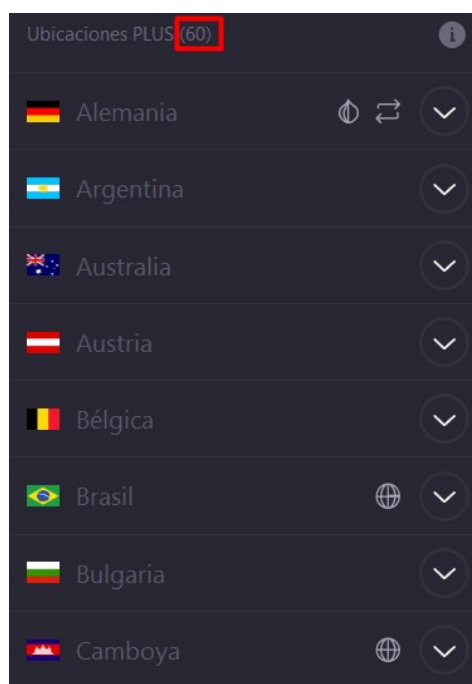 Ubicaciones PLUS (60)
Alemania
Argentina
Australia
Austria
Bélgica
Brasil
Bulgaria
Camboya